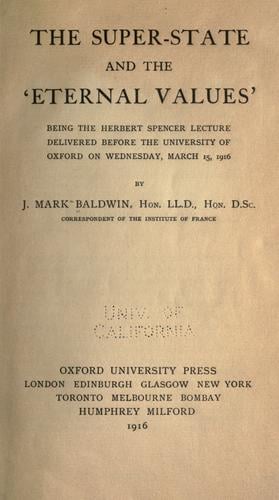 THE SUPER-STATE
AND THE
'ETERNAL VALUES'
BEING THE HERBERT SPENCER LECTURE
DELIVERED BEFORE THE UNIVERSITY OF
OXFORD ON WEDNESDAY, MARCH 15, 1916
BY
J. MARK BALDWIN, HON. LL.D., HON. D.SC.
CORRESPONDENT OF THE INSTITUTE OF FRANCE
UNIV. OF
CALIFORNIA
OXFORD UNIVERSITY PRESS
LONDON EDINBURGH GLASGOW NEW YORK
TORONTO MELBOURNE BOMBAY
HUMPHREY MILFORD
1916